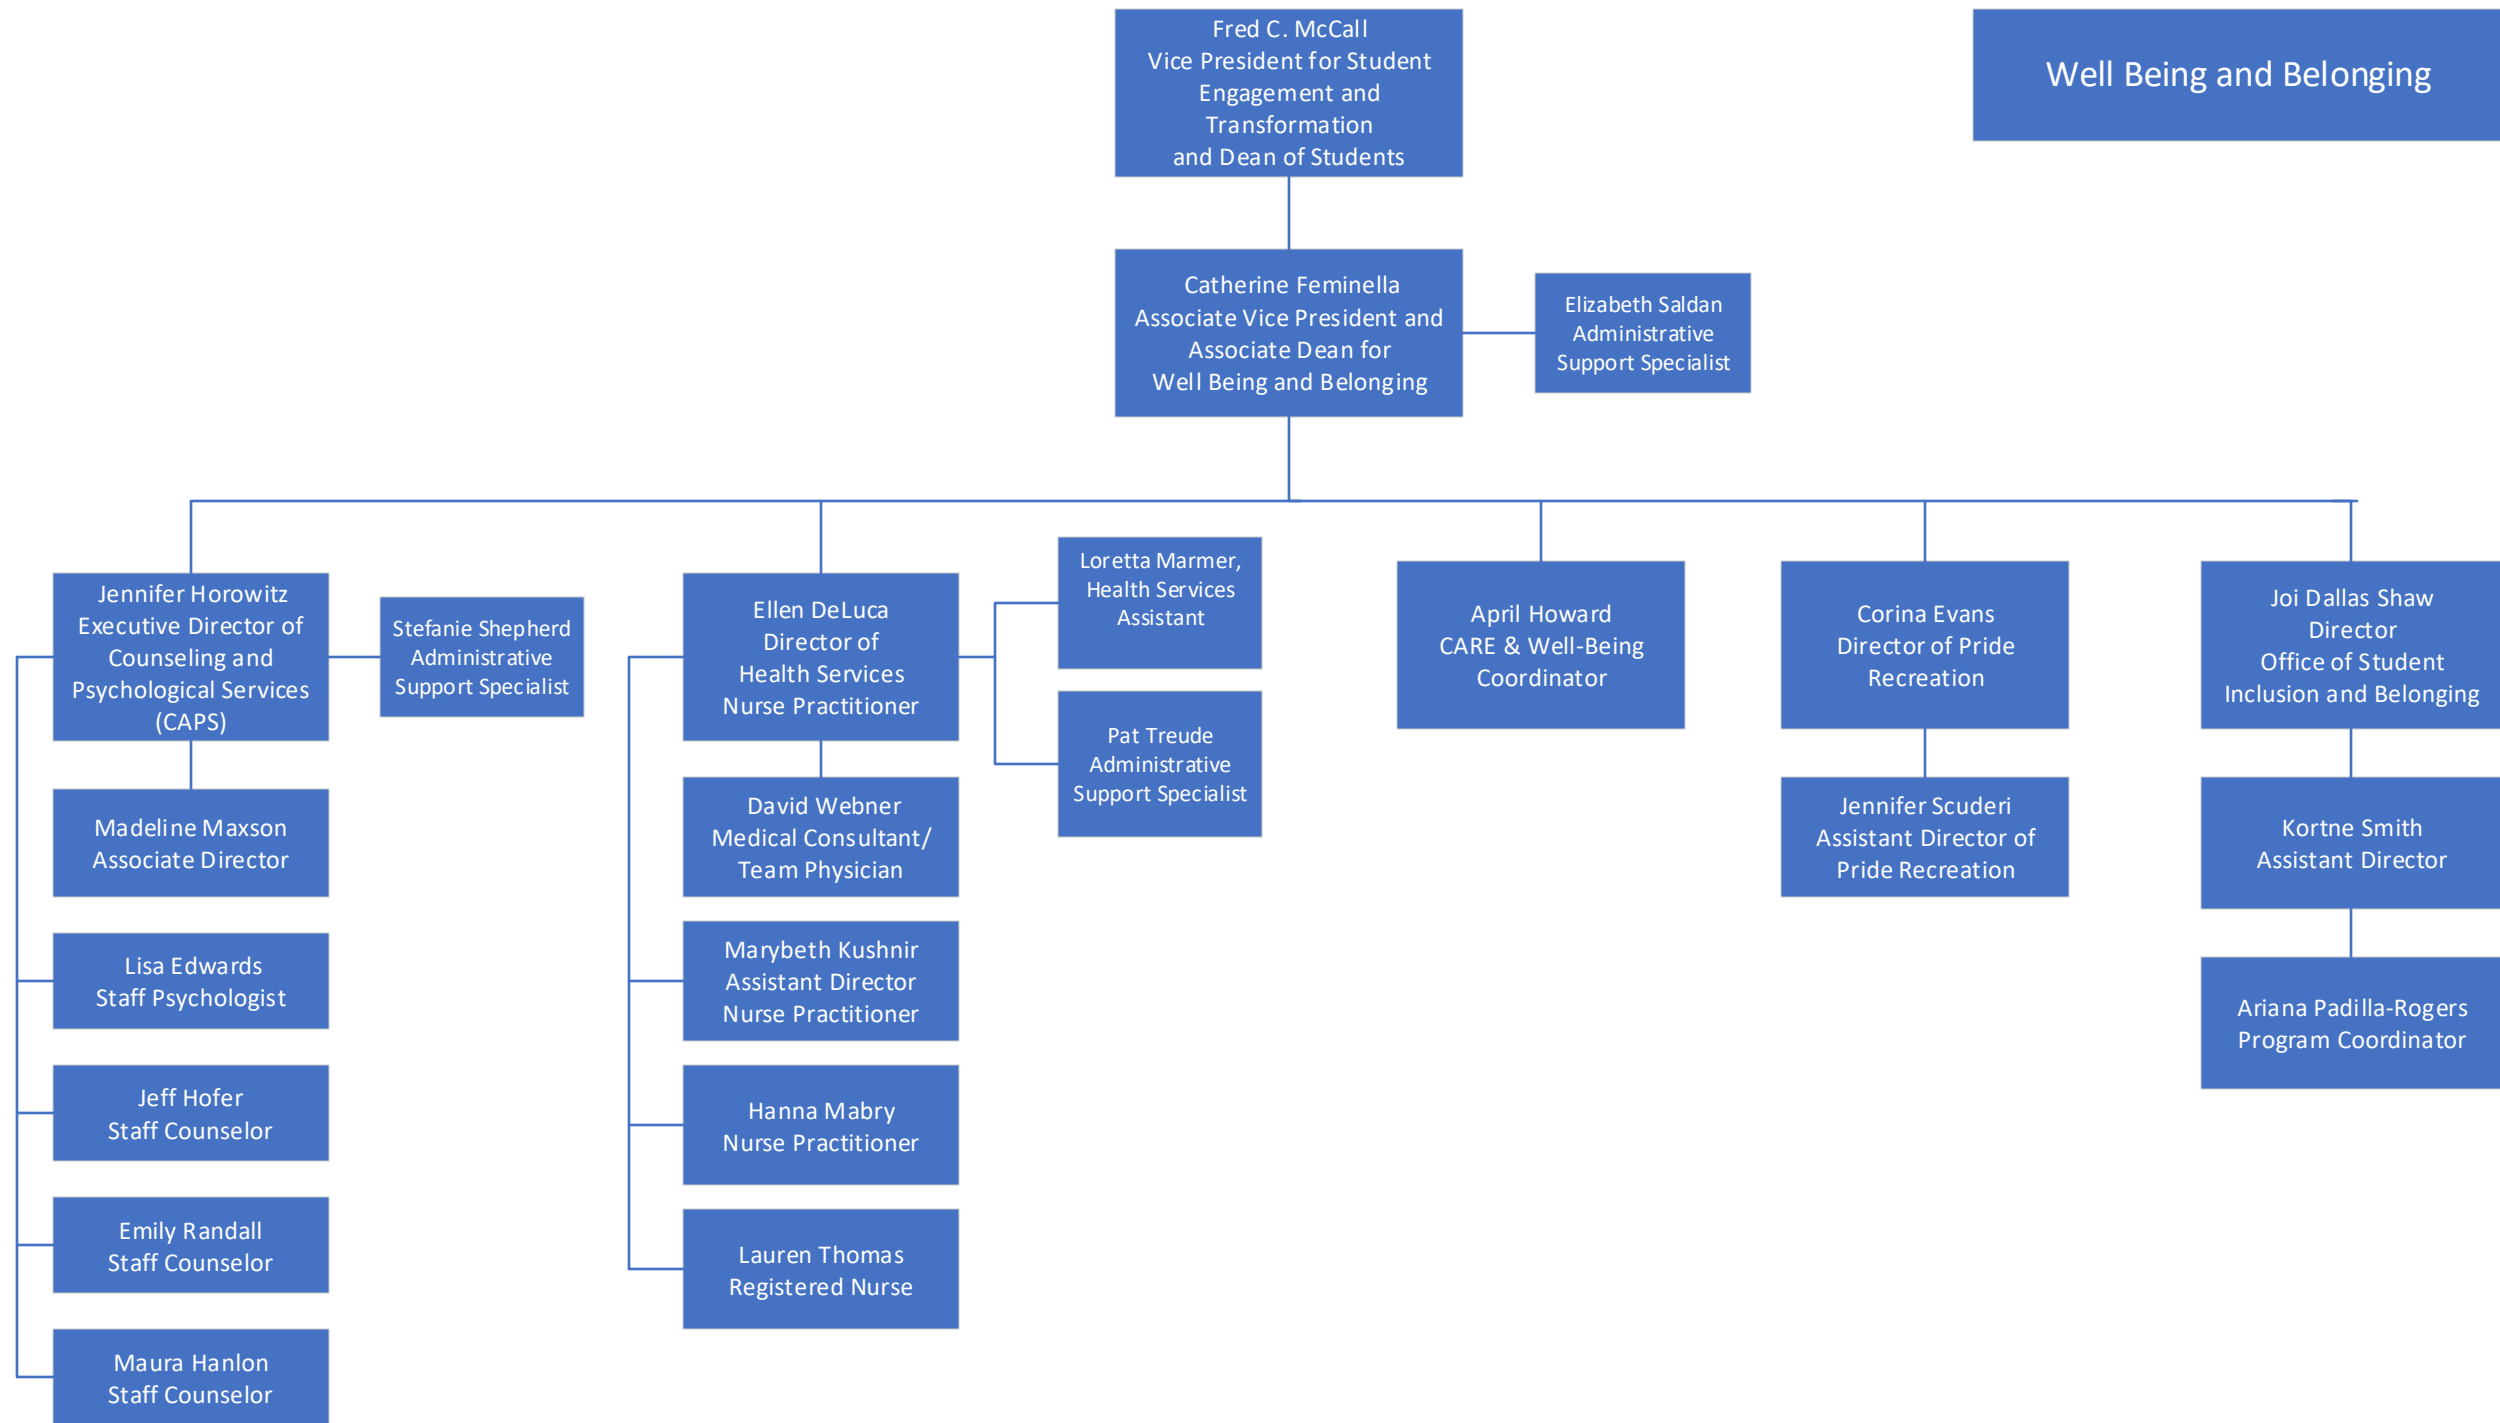 Fred C. McCall
Vice President for Student
Engagement and
Transformation
and Dean of Students
Well Being and Belonging
Catherine Feminella
Associate Vice President and
Associate Dean for
Well Being and Belonging
Elizabeth Saldan
Administrative
Support Specialist
Jennifer Horowitz
Executive Director of
Counseling and
Psychological Services
(CAPS)
Stefanie Shepherd
Administrative
Support Specialist
Madeline Maxson
Associate Director
Lisa Edwards
Staff Psychologist
Jeff Hofer
Staff Counselor
Emily Randall
Staff Counselor
Maura Hanlon
Staff Counselor
Ellen DeLuca
Director of
Health Services
Nurse Practitioner
Loretta Marmer,
Health Services
Assistant
Pat Treude
Administrative
Support Specialist
David Webner
Medical Consultant/
Team Physician
Marybeth Kushnir
Assistant Director
Nurse Practitioner
Hanna Mabry
Nurse Practitioner
Lauren Thomas
Registered Nurse
April Howard
CARE & Well-Being
Coordinator
Corina Evans
Director of Pride
Recreation
Jennifer Scuderi
Assistant Director of
Pride Recreation
Joi Dallas Shaw
Director
Office of Student
Inclusion and Belonging
Kortne Smith
Assistant Director
Ariana Padilla-Rogers
Program Coordinator